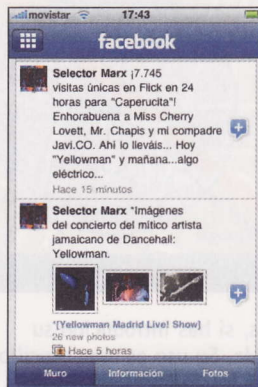 movistar 17:43
facebook
Selector Marx ¡7.745
visitas únicas en Flick en 24
horas para "Caperucita"!
Enhorabuena a Miss Cherry
Lovett, Mr. Chapis y mi compadre
Javi.CO. Ahí lo lleváis... Hoy
"Yellowman" y mañana...algo
eléctrico...
Hace 15 minutos
Selector Marx "Imágenes
del concierto del mítico artista
jamaicano de Dancehall:
Yellowman.
"[Yellowman Madrid Live! Show]
26 new photos
Hace 5 horas
Muro Información Fotos